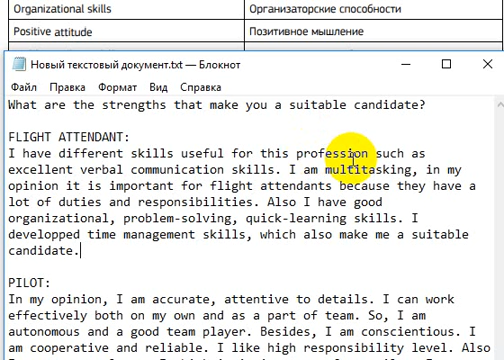 Organizational skills	Организаторские способности
Positive attitude	Позитивное мышление
Новый текстовый документ.txt — Блокнот
Файл Правка Формат Вид Справка
What are the strengths that make you a suitable candidate?
FLIGHT ATTENDANT:
I have different skills useful for this profession such as
excellent verbal communication skills. I am multitasking, in my
opinion it is important for flight attendants because they have a
lot of duties and responsibilities. Also I have good
organizational, problem-solving, quick-learning skills. I
developped time management skills, which also make me a suitable
candidate.
PILOT:
In my opinion, I am accurate, attentive to details. I can work
effectively both on my own and as a part of team. So, I am
autonomous and a good team player. Besides, I am conscientious. I
am cooperative and reliable. I like high responsibility level. Also